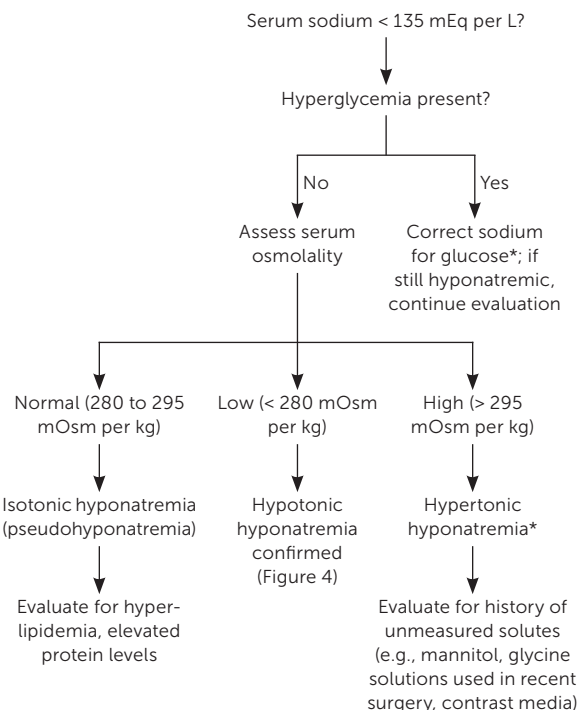 Serum sodium < 135 mEq per L?
Hyperglycemia present?
No
Yes
Assess serum
osmolality
Correct sodium
for glucose*; if
still hyponatremic,
continue evaluation
Normal (280 to 295
mOsm per kg)
Low (< 280 mOsm
per kg)
High (> 295
mOsm per kg)
Isotonic hyponatremia
(pseudohyponatremia)
Hypotonic
hyponatremia
confirmed
(Figure 4)
Hypertonic
hyponatremia*
Evaluate for hyper-
lipidemia, elevated
protein levels
Evaluate for history of
unmeasured solutes
(e.g., mannitol, glycine
solutions used in recent
surgery, contrast media)